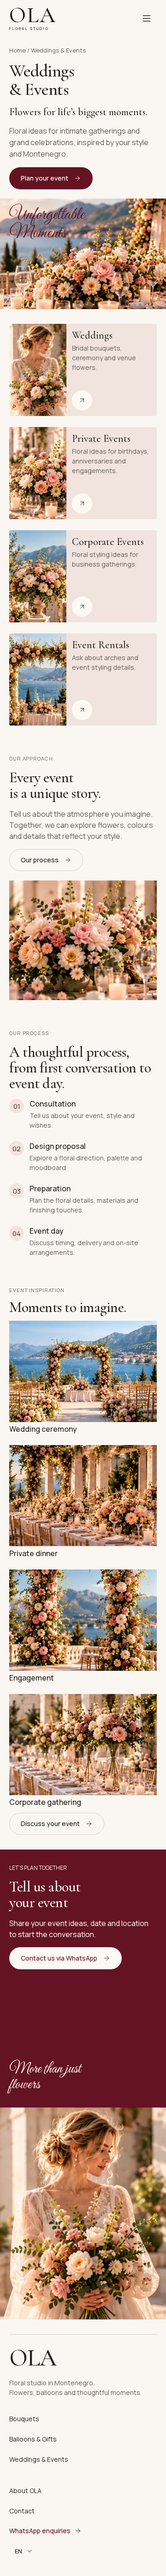 OLA
FLORAL STUDIO
Home / Weddings & Events
Weddings
& Events
Flowers for life’s biggest moments.
Floral ideas for intimate gatherings and
grand celebrations, inspired by your style
and Montenegro.
Plan your event →
Unforgettable
Moments
Weddings
Bridal bouquets,
ceremony and venue
flowers.
Private Events
Floral ideas for birthdays,
anniversaries and
engagements.
Corporate Events
Floral styling ideas for
business gatherings.
Event Rentals
Ask about arches and
event styling details.
OUR APPROACH
Every event
is a unique story.
Tell us about the atmosphere you imagine.
Together, we can explore flowers, colours
and details that reflect your style.
Our process →
OUR PROCESS
A thoughtful process,
from first conversation to
event day.
01
Consultation
Tell us about your event, style and
wishes.
02
Design proposal
Explore a floral direction, palette and
moodboard.
03
Preparation
Plan the floral details, materials and
finishing touches.
04
Event day
Discuss timing, delivery and on-site
arrangements.
EVENT INSPIRATION
Moments to imagine.
Wedding ceremony
Private dinner
Engagement
Corporate gathering
Discuss your event →
LET’S PLAN TOGETHER
Tell us about
your event
Share your event ideas, date and location
to start the conversation.
Contact us via WhatsApp →
More than just
flowers
OLA
Floral studio in Montenegro.
Flowers, balloons and thoughtful moments.
Bouquets
Balloons & Gifts
Weddings & Events
About OLA
Contact
WhatsApp enquiries →
EN